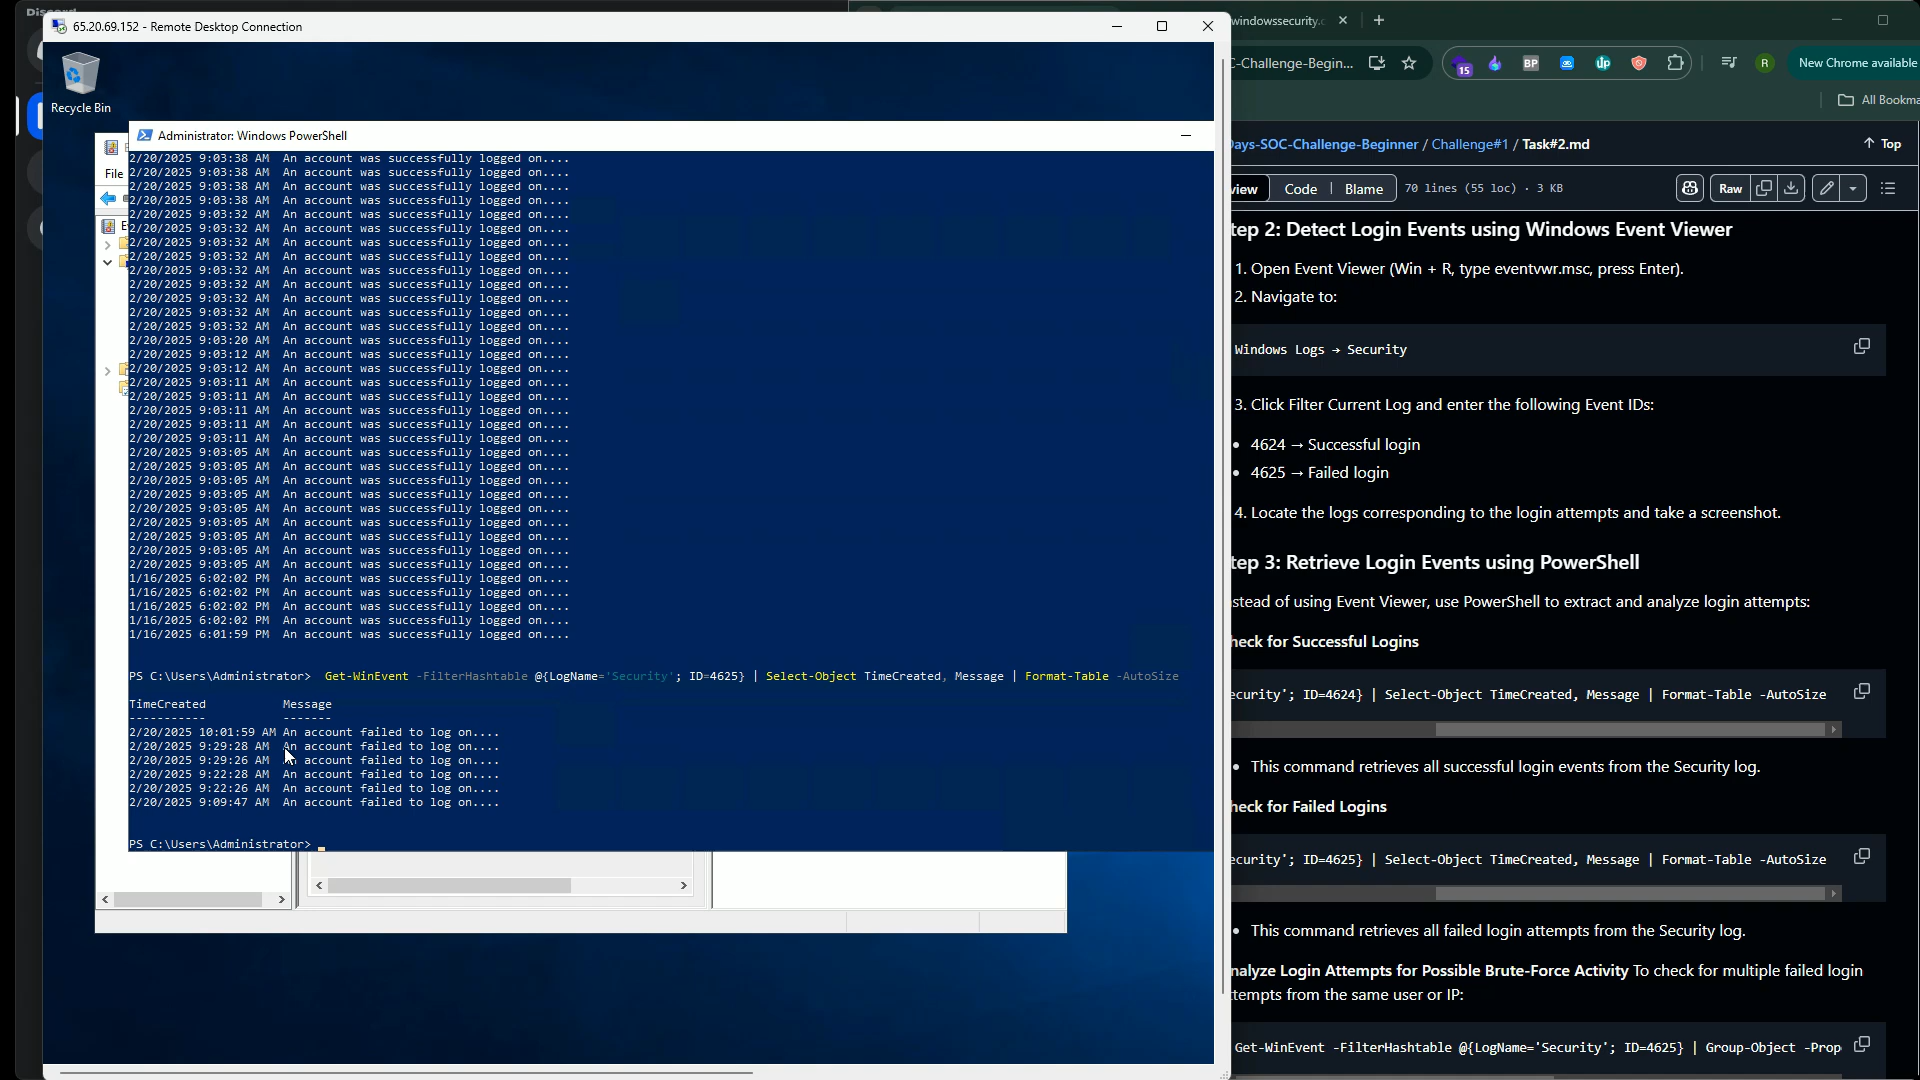 Discord
65.20.69.152 - Remote Desktop Connection
Recycle Bin
Administrator: Windows PowerShell
File
2/20/2025 9:03:38 AM An account was successfully logged on....
2/20/2025 9:03:38 AM An account was successfully logged on....
2/20/2025 9:03:38 AM An account was successfully logged on....
2/20/2025 9:03:38 AM An account was successfully logged on....
2/20/2025 9:03:32 AM An account was successfully logged on....
2/20/2025 9:03:32 AM An account was successfully logged on....
2/20/2025 9:03:32 AM An account was successfully logged on....
2/20/2025 9:03:32 AM An account was successfully logged on....
2/20/2025 9:03:32 AM An account was successfully logged on....
2/20/2025 9:03:32 AM An account was successfully logged on....
2/20/2025 9:03:32 AM An account was successfully logged on....
2/20/2025 9:03:32 AM An account was successfully logged on....
2/20/2025 9:03:32 AM An account was successfully logged on....
2/20/2025 9:03:20 AM An account was successfully logged on....
2/20/2025 9:03:12 AM An account was successfully logged on....
2/20/2025 9:03:12 AM An account was successfully logged on....
2/20/2025 9:03:11 AM An account was successfully logged on....
2/20/2025 9:03:11 AM An account was successfully logged on....
2/20/2025 9:03:11 AM An account was successfully logged on....
2/20/2025 9:03:11 AM An account was successfully logged on....
2/20/2025 9:03:11 AM An account was successfully logged on....
2/20/2025 9:03:05 AM An account was successfully logged on....
2/20/2025 9:03:05 AM An account was successfully logged on....
2/20/2025 9:03:05 AM An account was successfully logged on....
2/20/2025 9:03:05 AM An account was successfully logged on....
2/20/2025 9:03:05 AM An account was successfully logged on....
2/20/2025 9:03:05 AM An account was successfully logged on....
2/20/2025 9:03:05 AM An account was successfully logged on....
2/20/2025 9:03:05 AM An account was successfully logged on....
2/20/2025 9:03:05 AM An account was successfully logged on....
1/16/2025 6:02:02 PM An account was successfully logged on....
1/16/2025 6:02:02 PM An account was successfully logged on....
1/16/2025 6:02:02 PM An account was successfully logged on....
1/16/2025 6:02:02 PM An account was successfully logged on....
1/16/2025 6:01:59 PM An account was successfully logged on....
PS C:\Users\Administrator> Get-WinEvent -FilterHashtable @{LogName='Security'; ID=4625} | Select-Object TimeCreated, Message | Format-Table -AutoSize
TimeCreated Message
----------- -------
2/20/2025 10:01:59 AM An account failed to log on....
2/20/2025 9:29:28 AM An account failed to log on....
2/20/2025 9:29:26 AM An account failed to log on....
2/20/2025 9:22:28 AM An account failed to log on....
2/20/2025 9:22:26 AM An account failed to log on....
2/20/2025 9:09:47 AM An account failed to log on....
PS C:\Users\Administrator>
windowssecurity.
C-Challenge-Begin...
15
BP
up
R
New Chrome available
All Bookma
Days-SOC-Challenge-Beginner / Challenge#1 / Task#2.md
Top
view Code Blame 70 lines (55 loc) · 3 KB Raw
tep 2: Detect Login Events using Windows Event Viewer
1. Open Event Viewer (Win + R, type eventvwr.msc, press Enter).
2. Navigate to:
Windows Logs → Security
3. Click Filter Current Log and enter the following Event IDs:
• 4624 → Successful login
• 4625 → Failed login
4. Locate the logs corresponding to the login attempts and take a screenshot.
tep 3: Retrieve Login Events using PowerShell
stead of using Event Viewer, use PowerShell to extract and analyze login attempts:
heck for Successful Logins
ecurity'; ID=4624} | Select-Object TimeCreated, Message | Format-Table -AutoSize
• This command retrieves all successful login events from the Security log.
heck for Failed Logins
ecurity'; ID=4625} | Select-Object TimeCreated, Message | Format-Table -AutoSize
• This command retrieves all failed login attempts from the Security log.
nalyze Login Attempts for Possible Brute-Force Activity To check for multiple failed login
tempts from the same user or IP:
Get-WinEvent -FilterHashtable @{LogName='Security'; ID=4625} | Group-Object -Prop